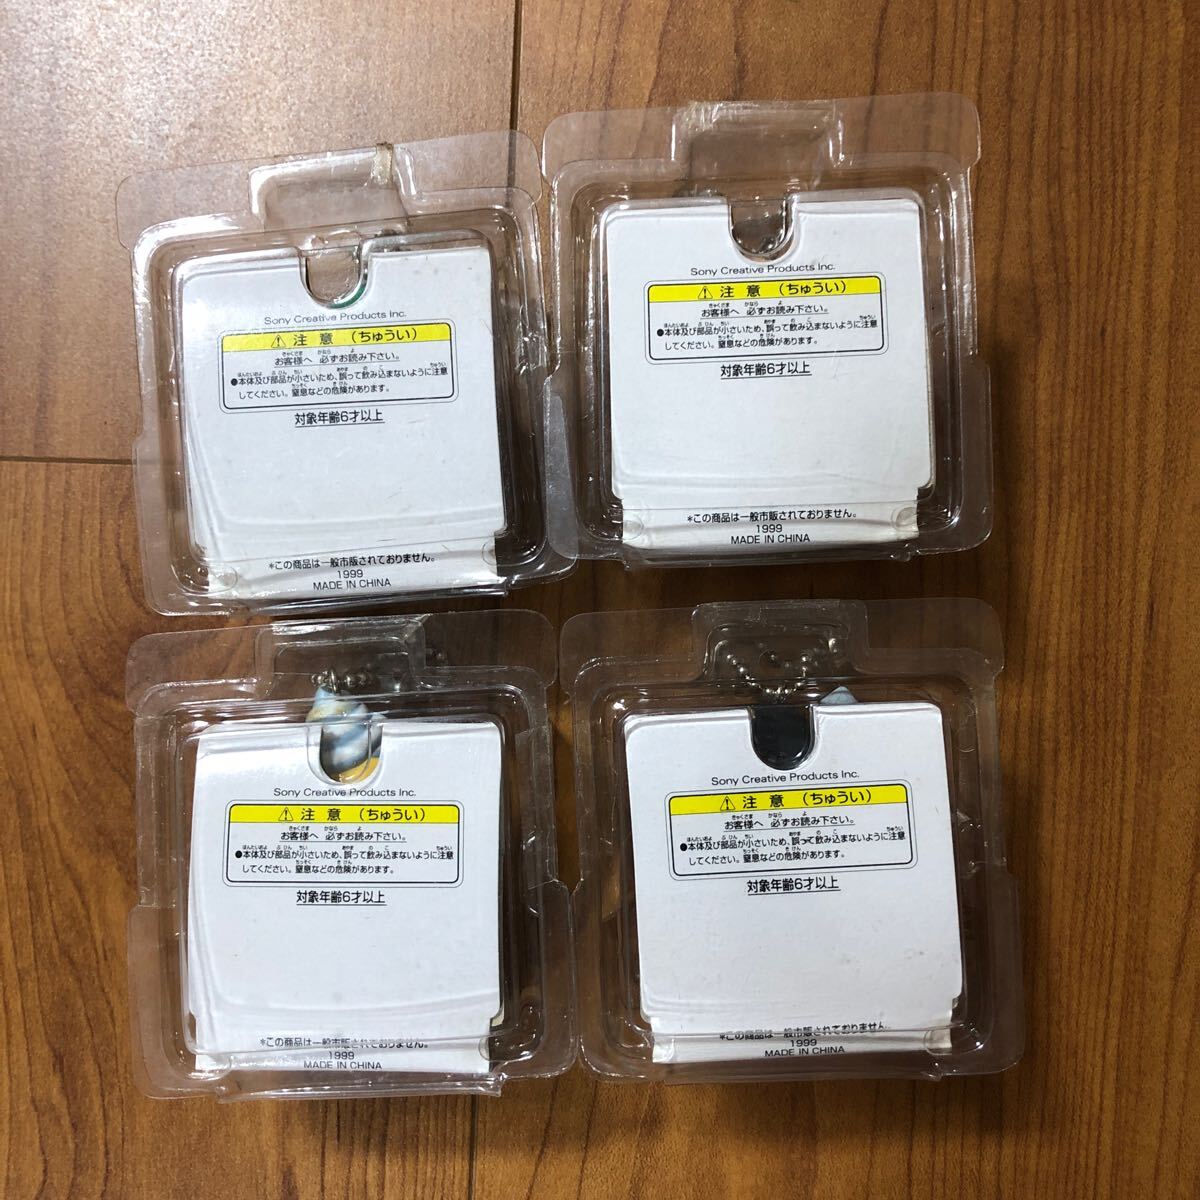 Sony Creative Products Inc.
⚠ 注意 (ちゅうい)
お客様へ 必ずお読み下さい。
●本体及び部品が小さいため、誤って飲み込まないように注意
してください。窒息などの危険があります。
対象年齢6才以上
*この商品は一般市販されておりません。
1999
MADE IN CHINA
Sony Creative Products Inc.
⚠ 注意 (ちゅうい)
お客様へ 必ずお読み下さい。
●本体及び部品が小さいため、誤って飲み込まないように注意
してください。窒息などの危険があります。
対象年齢6才以上
*この商品は一般市販されておりません。
1999
MADE IN CHINA
Sony Creative Products Inc.
⚠ 注意 (ちゅうい)
お客様へ 必ずお読み下さい。
●本体及び部品が小さいため、誤って飲み込まないように注意
してください。窒息などの危険があります。
対象年齢6才以上
*この商品は一般市販されておりません。
1999
MADE IN CHINA
Sony Creative Products Inc.
⚠ 注意 (ちゅうい)
お客様へ 必ずお読み下さい。
●本体及び部品が小さいため、誤って飲み込まないように注意
してください。窒息などの危険があります。
対象年齢6才以上
*この商品は一般市販されておりません。
1999
MADE IN CHINA